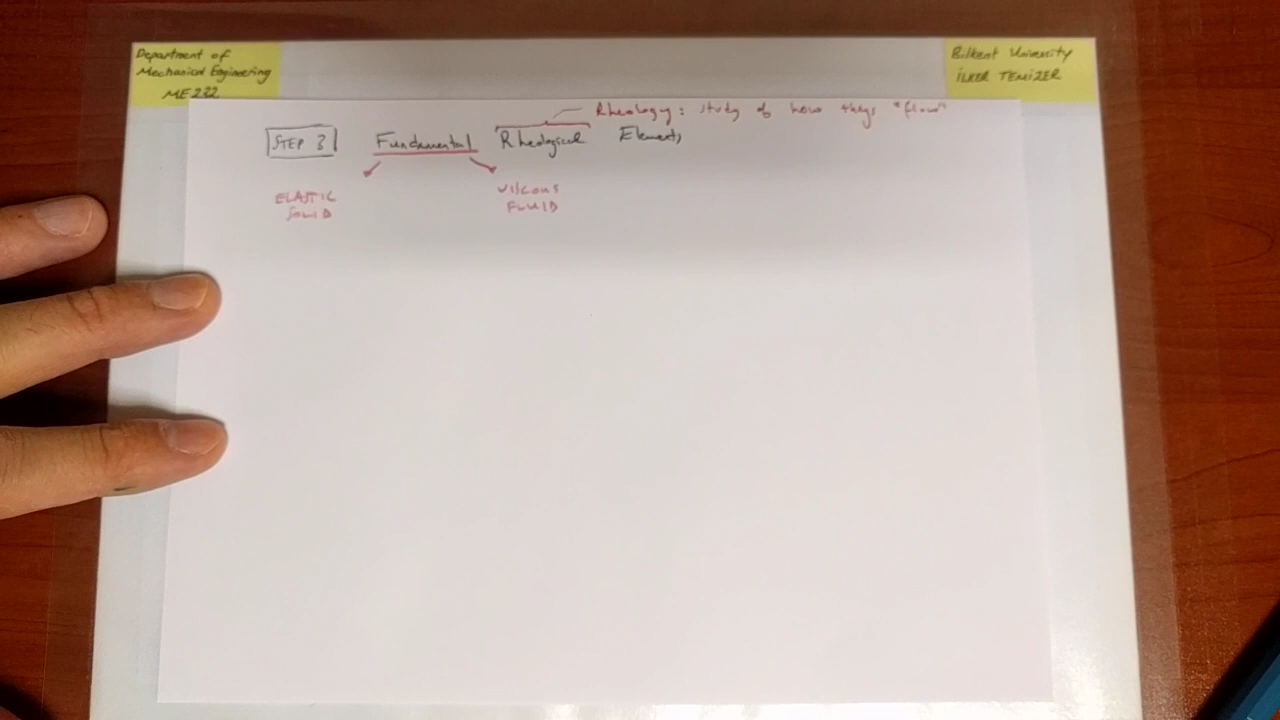 Department of
Mechanical Engineering
ME 222
Bilkent University
İLKER TEMİZER
Rheology: study of how thgs "flow"
STEP 3 Fundamental Rheological Elements
ELASTIC
SOLID
VISCOUS
FLUID